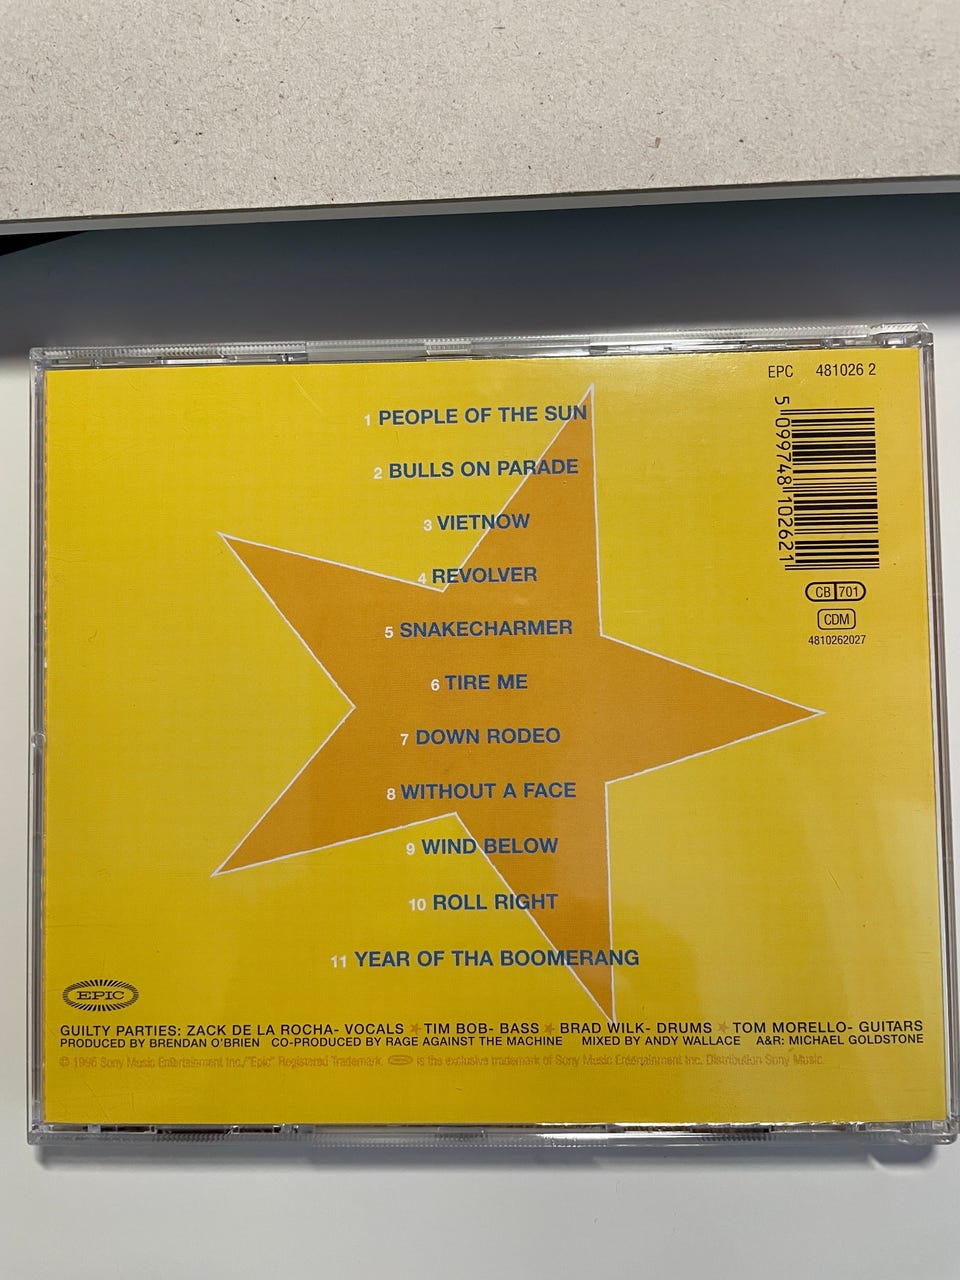 EPC 481026 2
1 PEOPLE OF THE SUN
2 BULLS ON PARADE
3 VIETNOW
4 REVOLVER
5 SNAKECHARMER
6 TIRE ME
7 DOWN RODEO
8 WITHOUT A FACE
9 WIND BELOW
10 ROLL RIGHT
11 YEAR OF THA BOOMERANG
5 099748 102621
CB 701
CDM
4810262027
EPIC
GUILTY PARTIES: ZACK DE LA ROCHA- VOCALS ★ TIM BOB- BASS ★ BRAD WILK- DRUMS ★ TOM MORELLO- GUITARS
PRODUCED BY BRENDAN O'BRIEN CO-PRODUCED BY RAGE AGAINST THE MACHINE MIXED BY ANDY WALLACE A&R: MICHAEL GOLDSTONE
© 1996 Sony Music Entertainment Inc./"Epic" Registered Trademark. is the exclusive trademark of Sony Music Entertainment Inc. Distribution Sony Music.